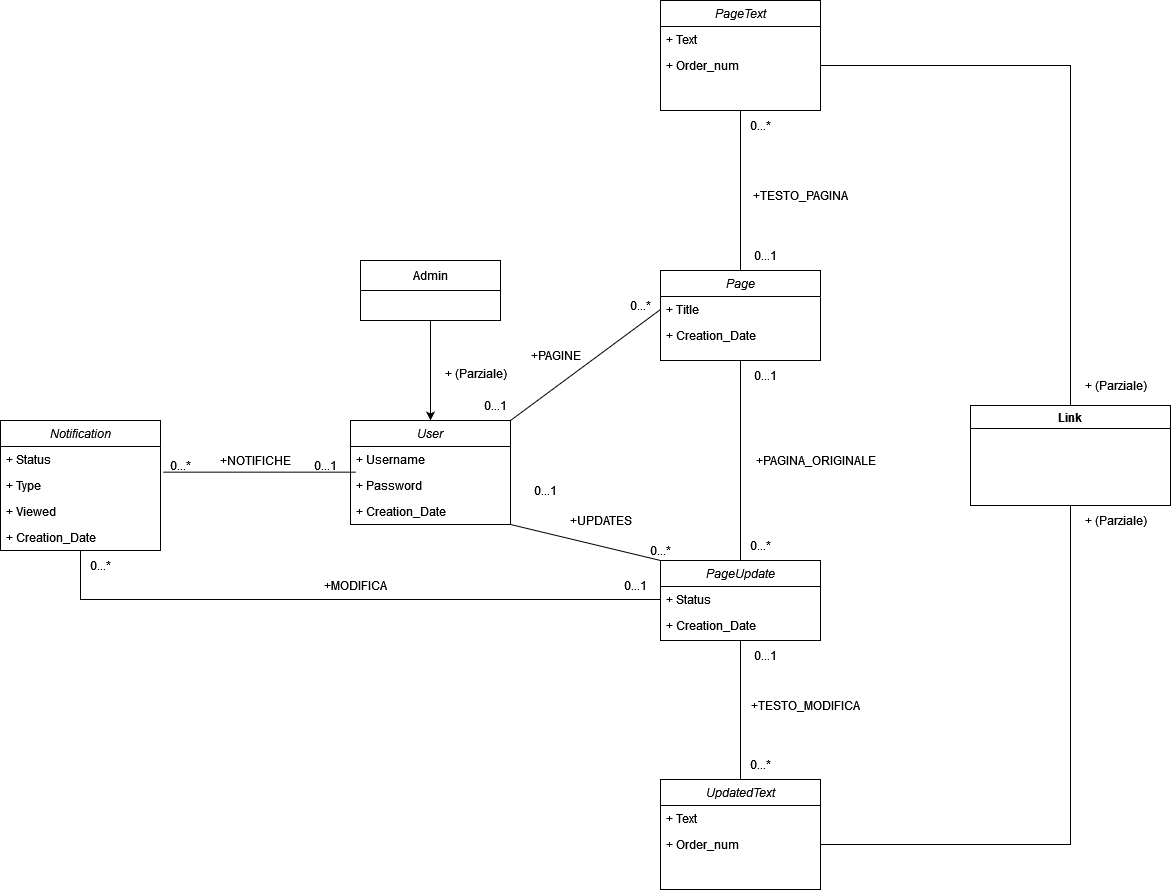 PageText
+ Text
+ Order_num
0...*
+TESTO_PAGINA
0...1
Admin
Page
+ Title
+ Creation_Date
0...*
+PAGINE
+ (Parziale)
0...1
0...1
+ (Parziale)
Link
+ (Parziale)
Notification
+ Status
+ Type
+ Viewed
+ Creation_Date
0...*
+NOTIFICHE
0...1
User
+ Username
+ Password
+ Creation_Date
+PAGINA_ORIGINALE
0...1
+UPDATES
0...*
0...*
0...*
+MODIFICA
0...1
PageUpdate
+ Status
+ Creation_Date
0...1
+TESTO_MODIFICA
0...*
UpdatedText
+ Text
+ Order_num